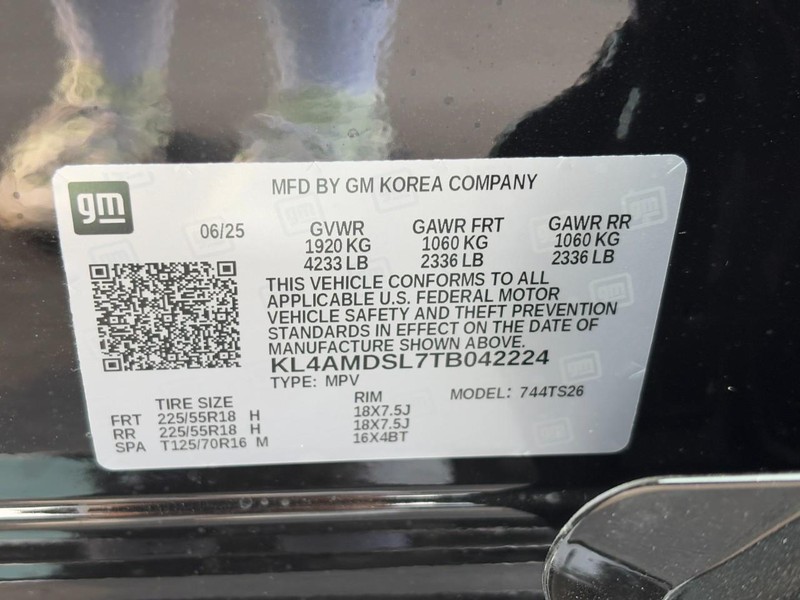 gm
MFD BY GM KOREA COMPANY
06/25
GVWR GAWR FRT GAWR RR
1920 KG 1060 KG 1060 KG
4233 LB 2336 LB 2336 LB
THIS VEHICLE CONFORMS TO ALL
APPLICABLE U.S. FEDERAL MOTOR
VEHICLE SAFETY AND THEFT PREVENTION
STANDARDS IN EFFECT ON THE DATE OF
MANUFACTURE SHOWN ABOVE.
KL4AMDSL7TB042224
TYPE: MPV MODEL: 744TS26
TIRE SIZE RIM
FRT 225/55R18 H 18X7.5J
RR 225/55R18 H 18X7.5J
SPA T125/70R16 M 16X4BT